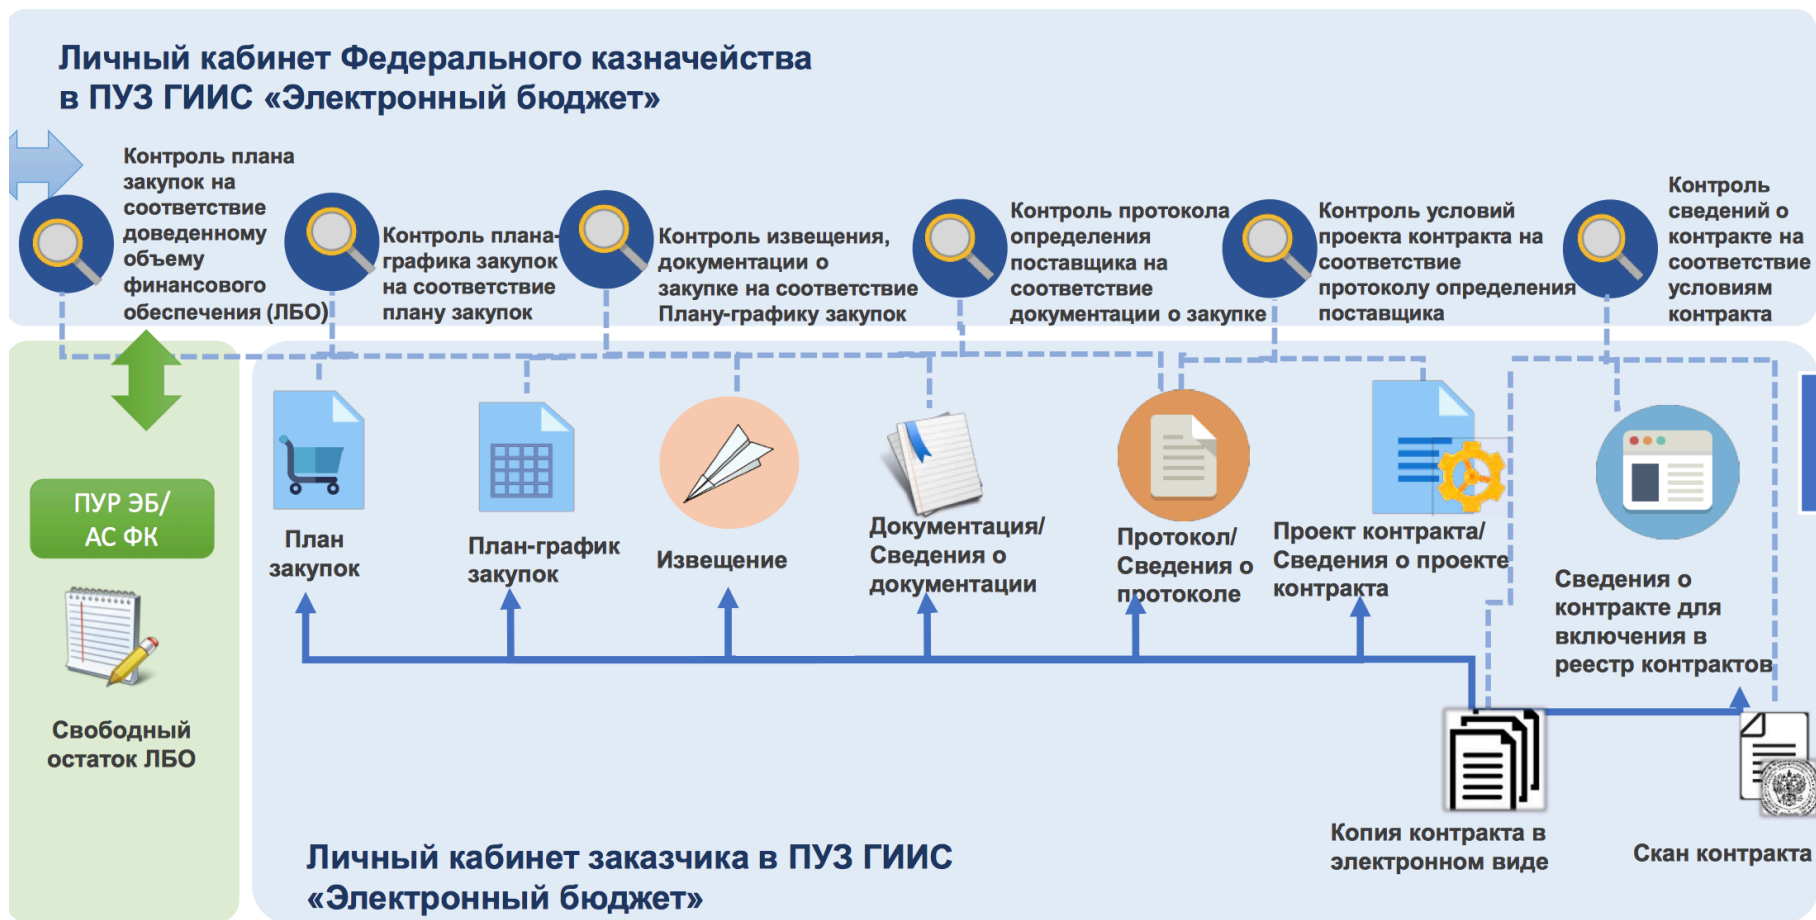 Личный кабинет Федерального казначейства
в ПУЗ ГИИС «Электронный бюджет»
Контроль плана
закупок на
соответствие
доведенному
объему
финансового
обеспечения (ЛБО)
Контроль плана-
графика закупок
на соответствие
плану закупок
Контроль извещения,
документации о
закупке на соответствие
Плану-графику закупок
Контроль протокола
определения
поставщика на
соответствие
документации о закупке
Контроль условий
проекта контракта на
соответствие
протоколу определения
поставщика
Контроль
сведений о
контракте на
соответствие
условиям
контракта
ПУР ЭБ/
АС ФК
Свободный
остаток ЛБО
План
закупок
План-график
закупок
Извещение
Документация/
Сведения о
документации
Протокол/
Сведения о
протоколе
Проект контракта/
Сведения о проекте
контракта
Сведения о
контракте для
включения в
реестр контрактов
Копия контракта в
электронном виде
Скан контракта
Личный кабинет заказчика в ПУЗ ГИИС
«Электронный бюджет»